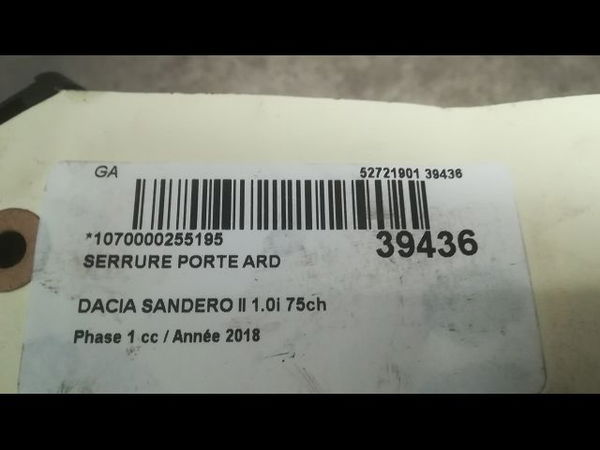 GA 52721901 39436
*1070000255195 39436
SERRURE PORTE ARD
DACIA SANDERO II 1.0i 75ch
Phase 1 cc / Année 2018